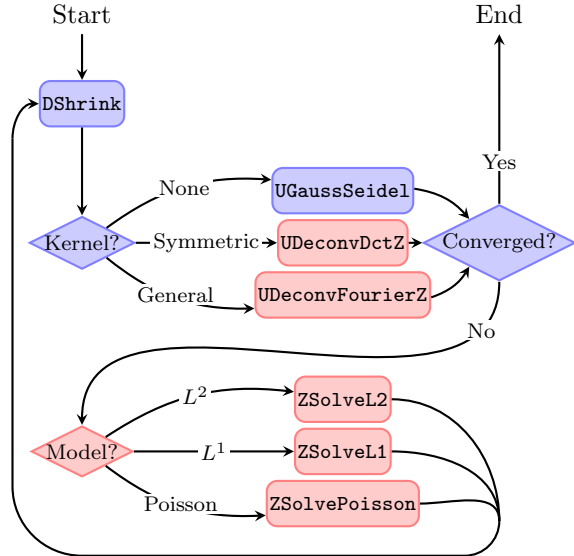 Start
End
DShrink
Yes
None
UGaussSeidel
Kernel?
Symmetric
UDeconvDctZ
Converged?
General
UDeconvFourierZ
No
L²
ZSolveL2
Model?
L¹
ZSolveL1
Poisson
ZSolvePoisson